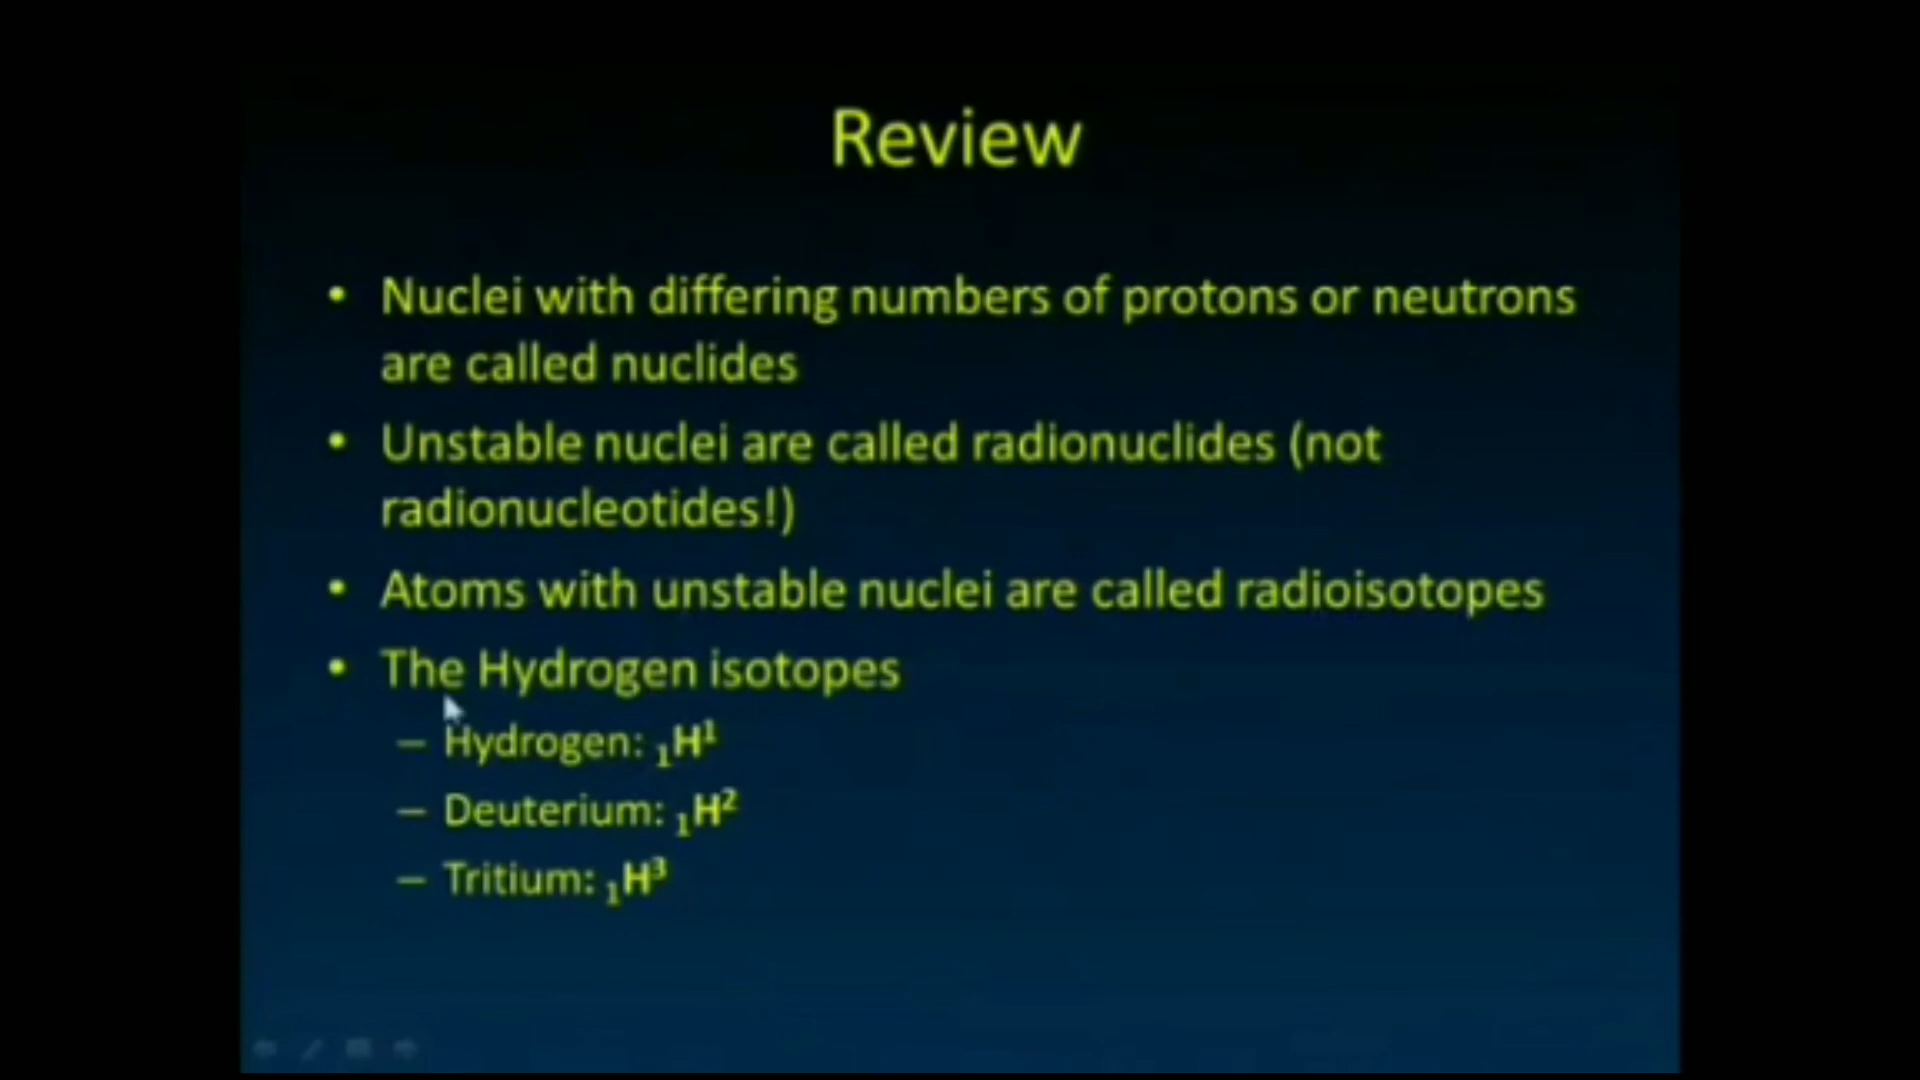 Review
• Nuclei with differing numbers of protons or neutrons
are called nuclides
• Unstable nuclei are called radionuclides (not
radionucleotides!)
• Atoms with unstable nuclei are called radioisotopes
• The Hydrogen isotopes
– Hydrogen: ₁H¹
– Deuterium: ₁H²
– Tritium: ₁H³